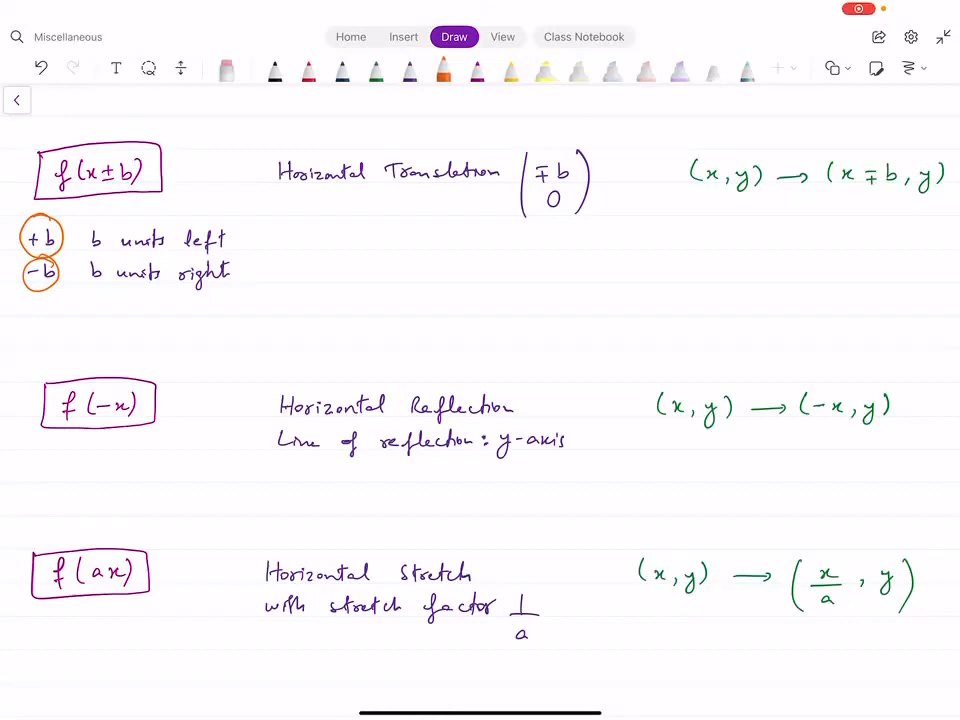 Miscellaneous
Home Insert Draw View Class Notebook
T
f(x±b) Horizontal Translation (∓b 0) (x,y) → (x∓b, y)
+b b units left
-b b units right
f(-x) Horizontal Reflection (x,y) → (-x,y)
Line of reflection: y-axis
f(ax) Horizontal Stretch (x,y) → (x/a, y)
with stretch factor 1/a